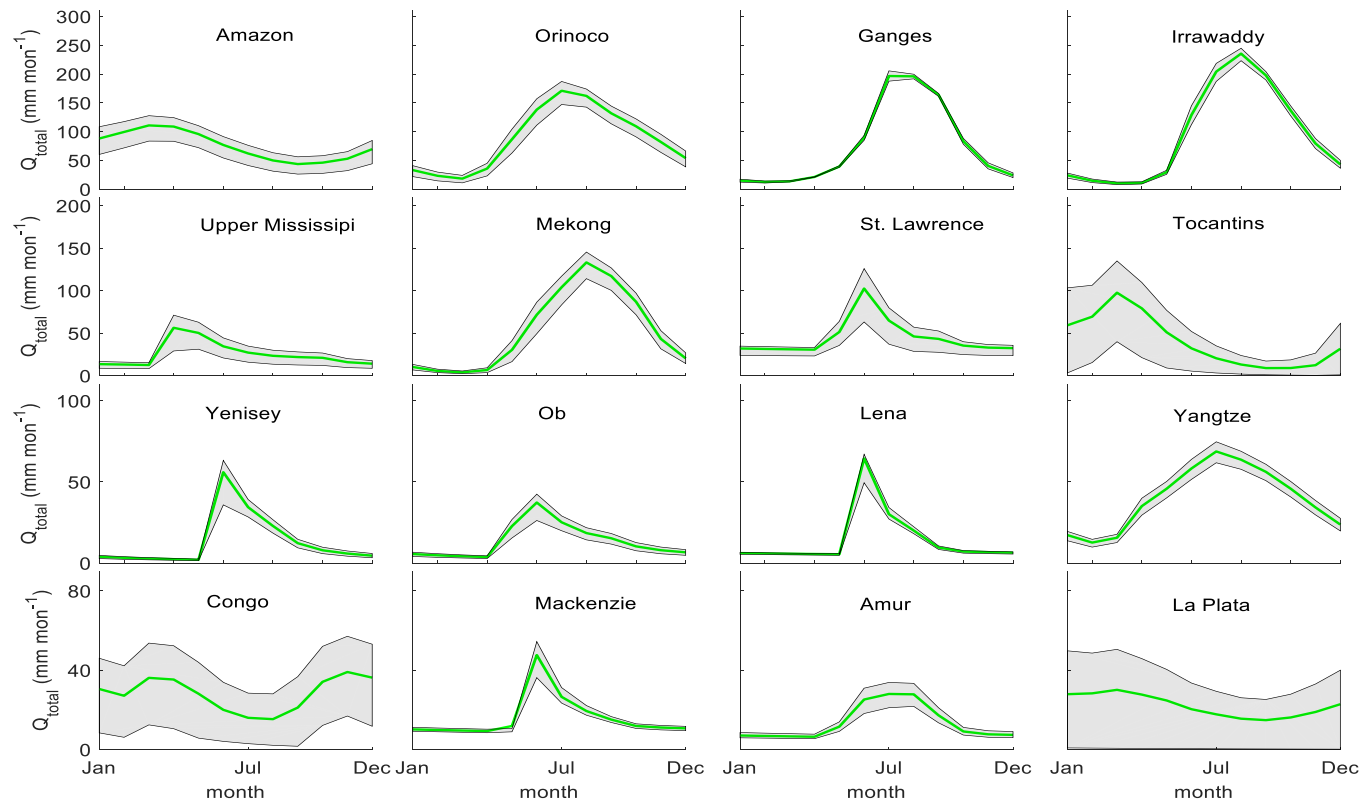 Amazon Orinoco Ganges Irrawaddy
300
250
200
150
100
50
0
Q_total (mm mon^-1)
Upper Mississipi Mekong St. Lawrence Tocantins
200
150
100
50
0
Q_total (mm mon^-1)
Yenisey Ob Lena Yangtze
100
50
0
Q_total (mm mon^-1)
Congo Mackenzie Amur La Plata
80
40
0
Q_total (mm mon^-1)
Jan Jul Dec Jan Jul Dec Jan Jul Dec Jan Jul Dec
month month month month